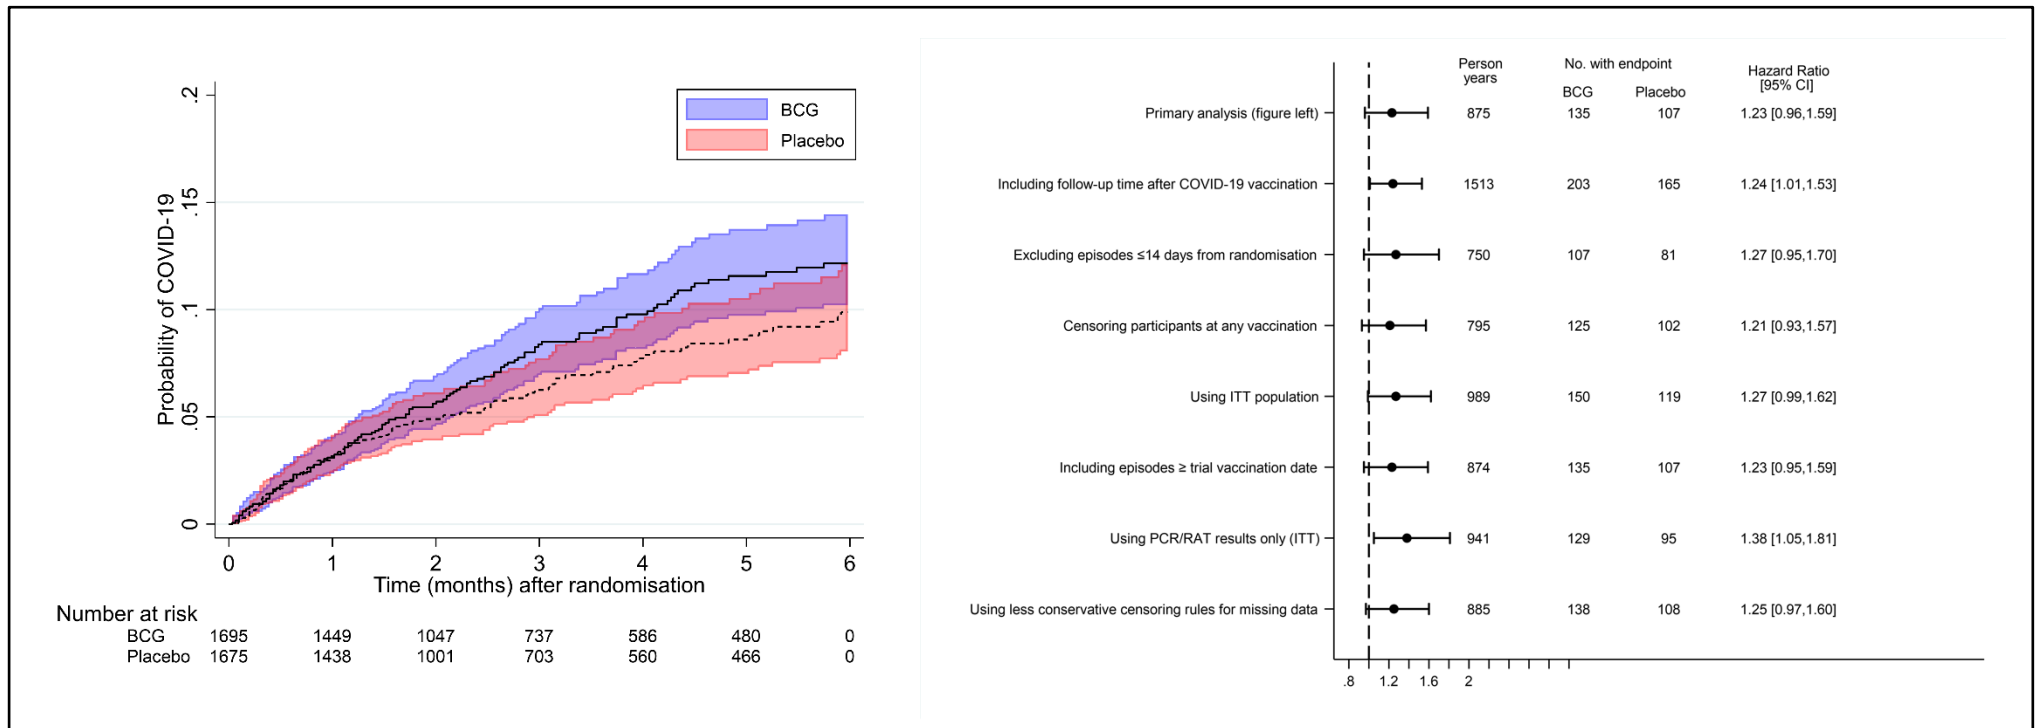 .2
.15
.1
.05
0
Probability of COVID-19
BCG
Placebo
0 1 2 3 4 5 6
Time (months) after randomisation
Number at risk
BCG 1695 1449 1047 737 586 480 0
Placebo 1675 1438 1001 703 560 466 0
Person years
No. with endpoint
BCG Placebo
Hazard Ratio
[95% CI]
Primary analysis (figure left) 875 135 107 1.23 [0.96,1.59]
Including follow-up time after COVID-19 vaccination 1513 203 165 1.24 [1.01,1.53]
Excluding episodes ≤14 days from randomisation 750 107 81 1.27 [0.95,1.70]
Censoring participants at any vaccination 795 125 102 1.21 [0.93,1.57]
Using ITT population 989 150 119 1.27 [0.99,1.62]
Including episodes ≥ trial vaccination date 874 135 107 1.23 [0.95,1.59]
Using PCR/RAT results only (ITT) 941 129 95 1.38 [1.05,1.81]
Using less conservative censoring rules for missing data 885 138 108 1.25 [0.97,1.60]
.8 1.2 1.6 2